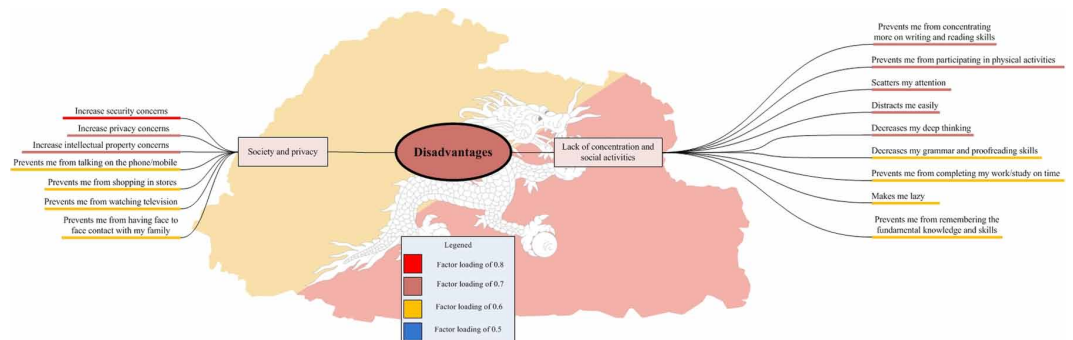 Increase security concerns
Increase privacy concerns
Increase intellectual property concerns
Prevents me from talking on the phone/mobile
Prevents me from shopping in stores
Prevents me from watching television
Prevents me from having face to
face contact with my family
Society and privacy
Disadvantages
Lack of concentration and
social activities
Prevents me from concentrating
more on writing and reading skills
Prevents me from participating in physical activities
Scatters my attention
Distracts me easily
Decreases my deep thinking
Decreases my grammar and proofreading skills
Prevents me from completing my work/study on time
Makes me lazy
Prevents me from remembering the
fundamental knowledge and skills
Legened
Factor loading of 0.8
Factor loading of 0.7
Factor loading of 0.6
Factor loading of 0.5